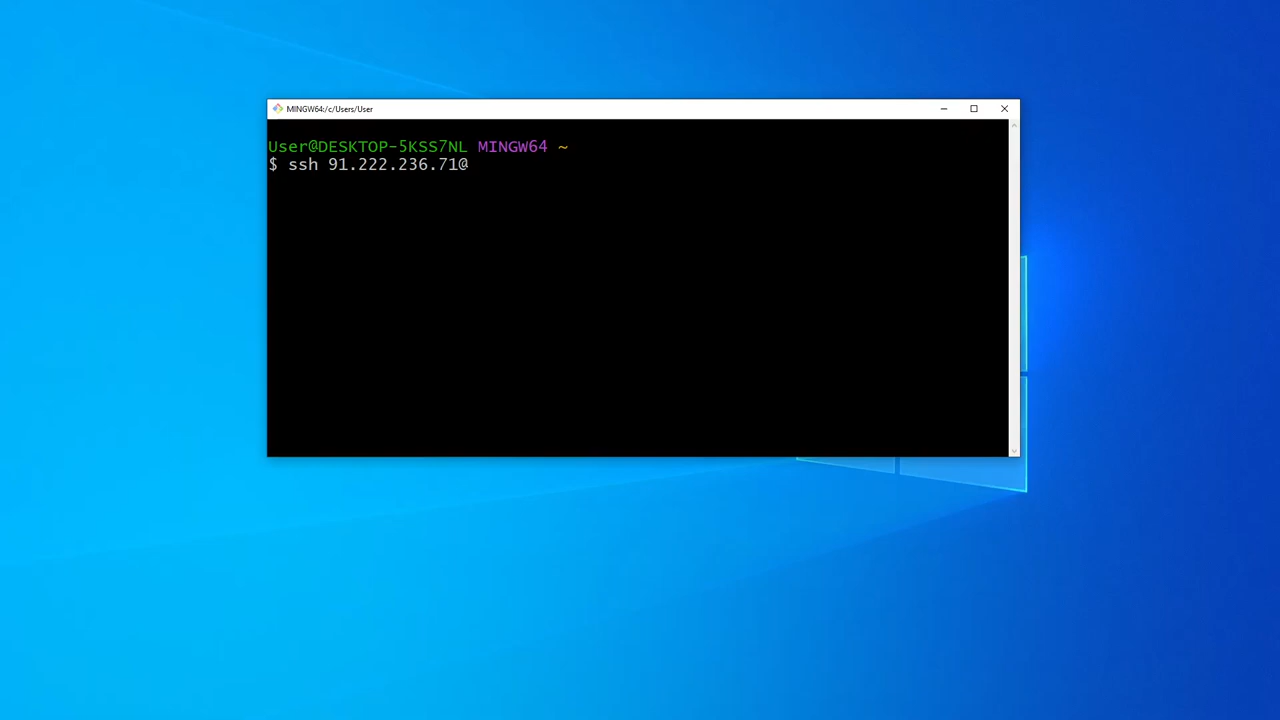 MINGW64:/c/Users/User
User@DESKTOP-5KSS7NL MINGW64 ~
$ ssh 91.222.236.71@